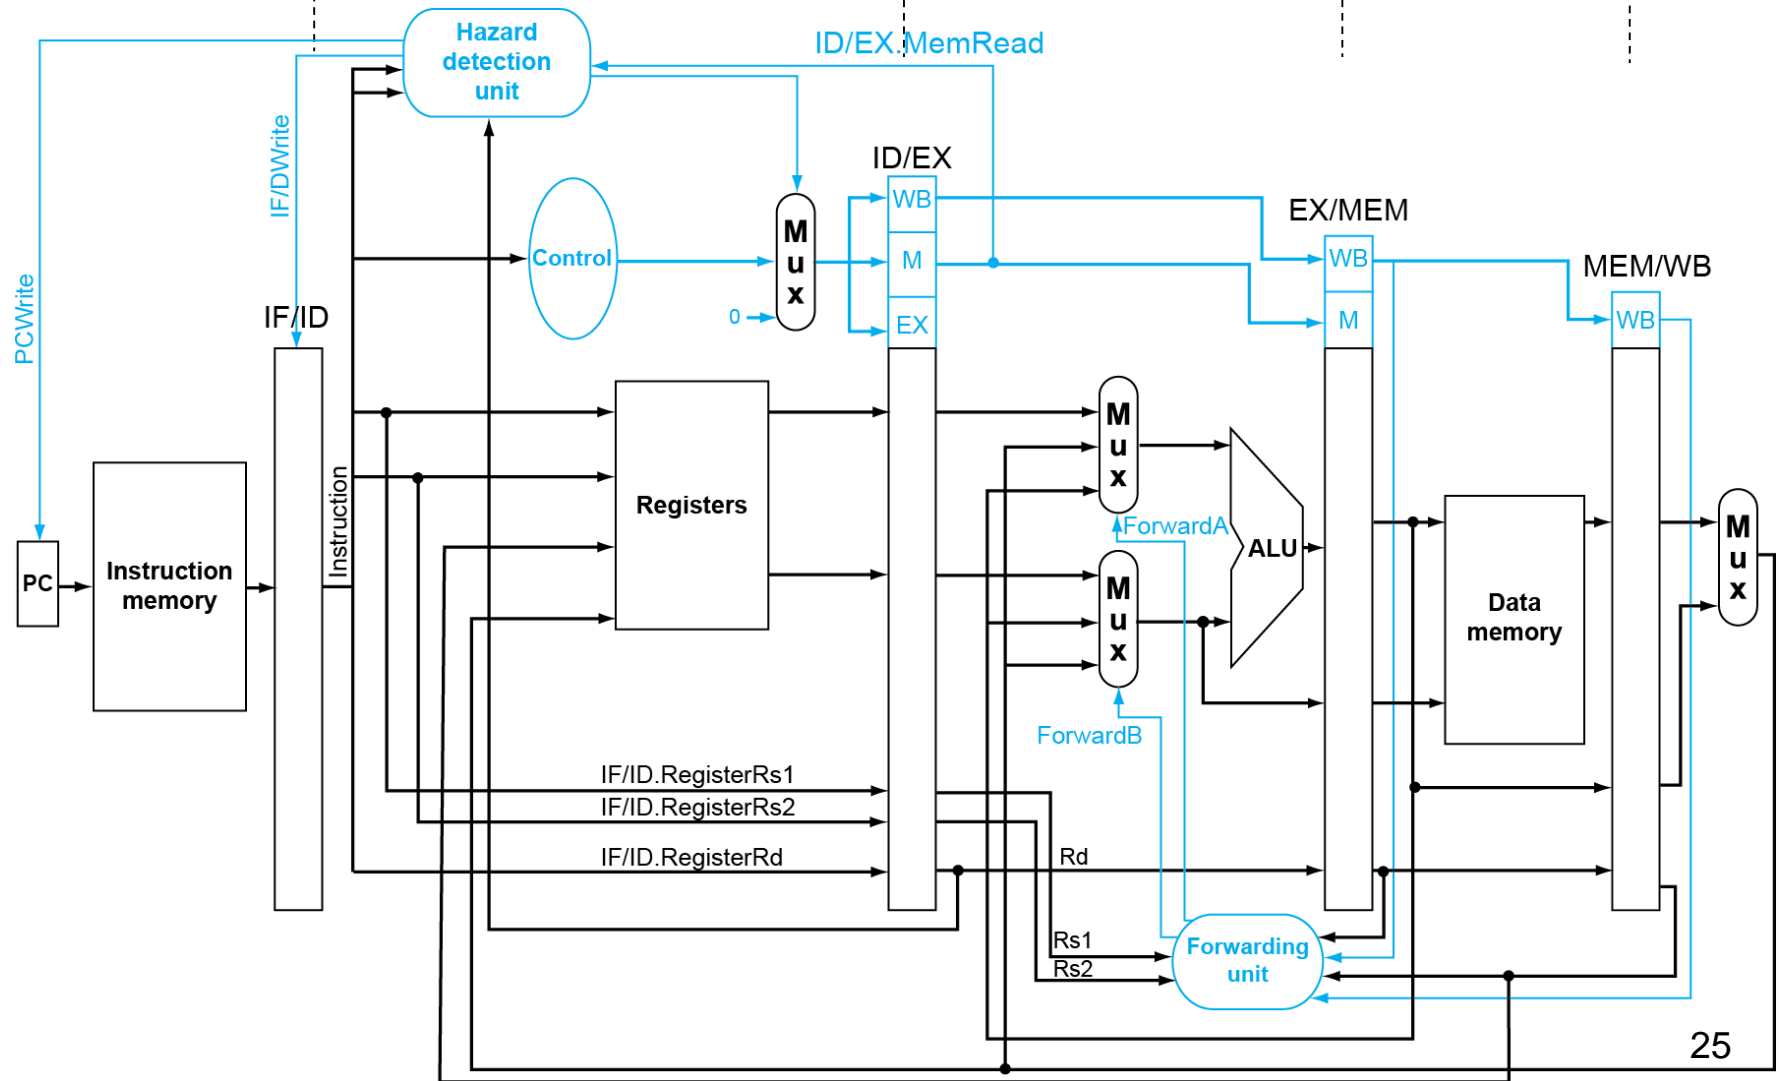 Hazard
detection
unit
ID/EX.MemRead
IF/DWrite
PCWrite
ID/EX
WB
M
EX
Control
M
u
x
0
EX/MEM
WB
M
MEM/WB
WB
IF/ID
Instruction
PC
Instruction
memory
Registers
M
u
x
ForwardA
M
u
x
ForwardB
ALU
Data
memory
M
u
x
IF/ID.RegisterRs1
IF/ID.RegisterRs2
IF/ID.RegisterRd
Rd
Rs1
Rs2
Forwarding
unit
25